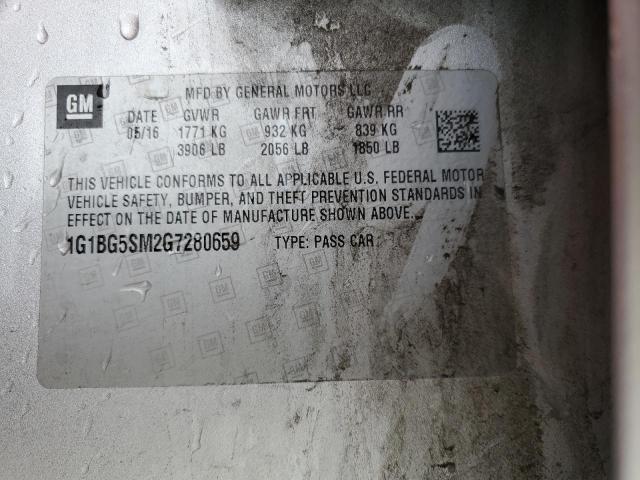 GM
MFD BY GENERAL MOTORS LLC
DATE GVWR GAWR FRT GAWR RR
05/16 1771 KG 932 KG 839 KG
3906 LB 2056 LB 1850 LB
THIS VEHICLE CONFORMS TO ALL APPLICABLE U.S. FEDERAL MOTOR
VEHICLE SAFETY, BUMPER, AND THEFT PREVENTION STANDARDS IN
EFFECT ON THE DATE OF MANUFACTURE SHOWN ABOVE.
1G1BG5SM2G7280659 TYPE: PASS CAR